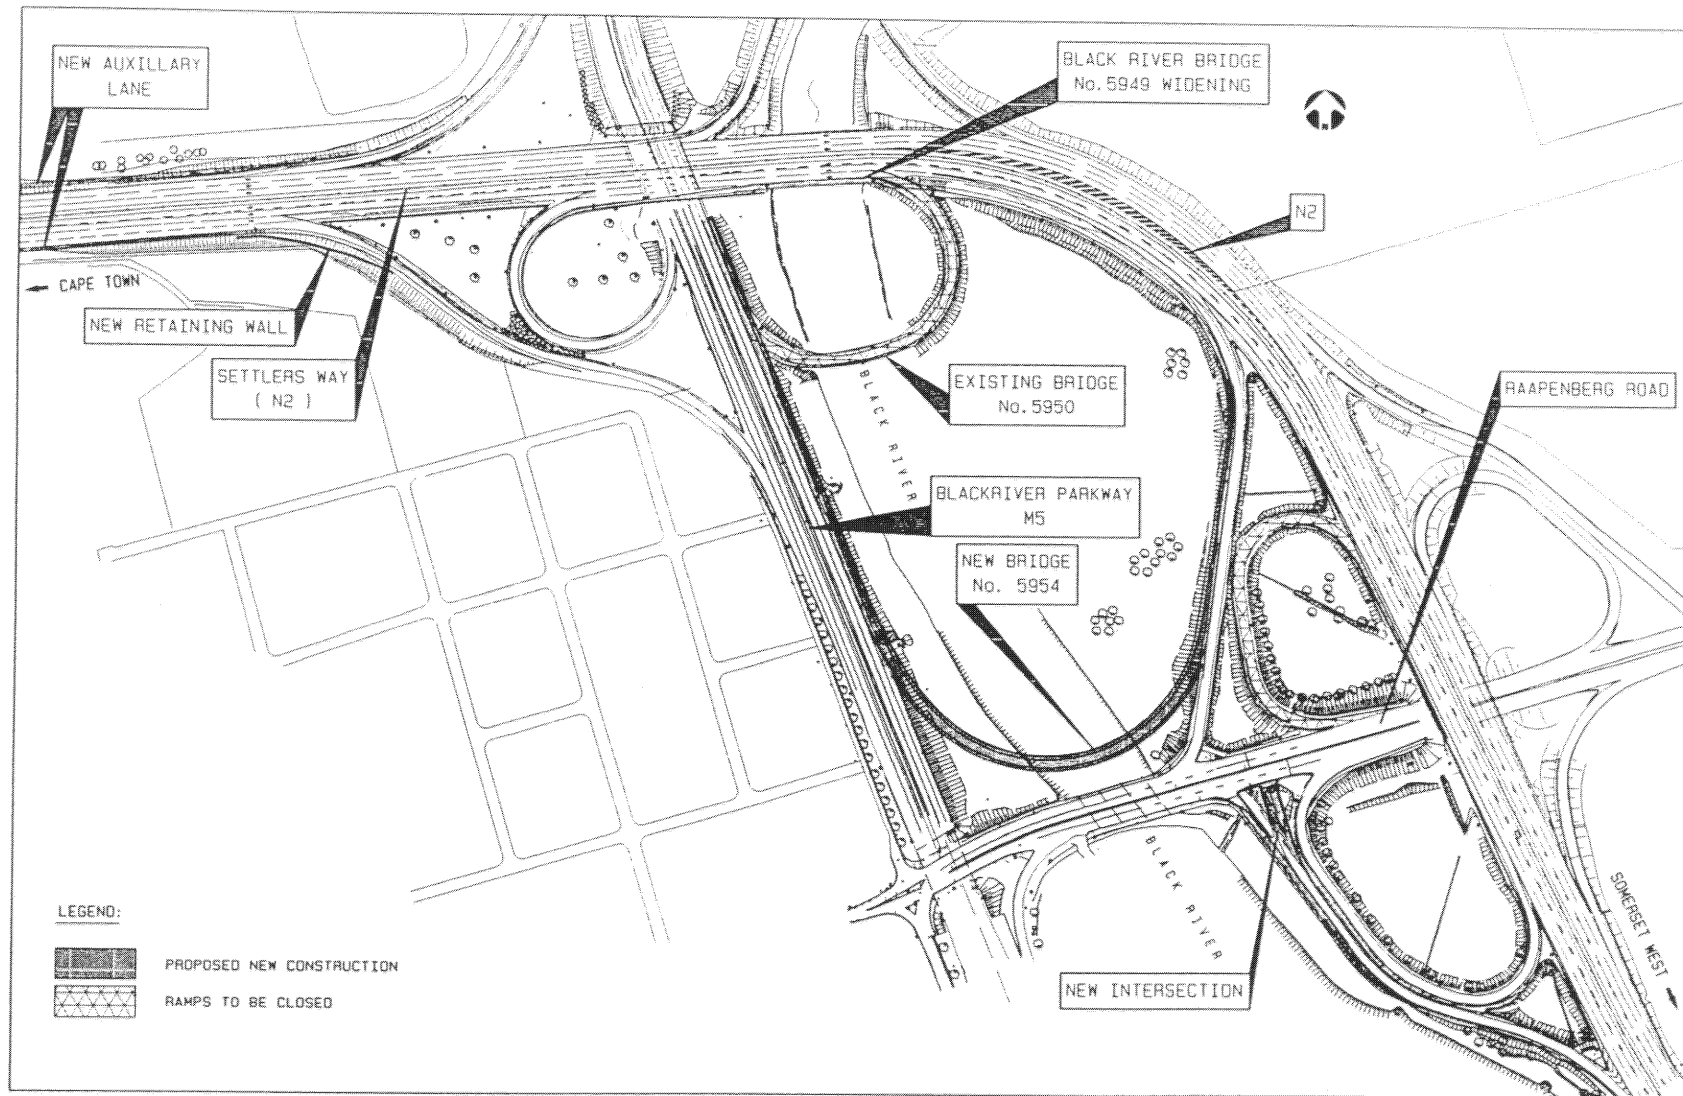 NEW AUXILLARY
LANE
BLACK RIVER BRIDGE
No.5949 WIDENING
N
N2
CAPE TOWN
NEW RETAINING WALL
SETTLERS WAY
( N2 )
EXISTING BRIDGE
No.5950
RAAPENBERG ROAD
BLACK RIVER
BLACKRIVER PARKWAY
M5
NEW BRIDGE
No. 5954
BLACK RIVER
SOMERSET WEST
NEW INTERSECTION
LEGEND:
PROPOSED NEW CONSTRUCTION
RAMPS TO BE CLOSED